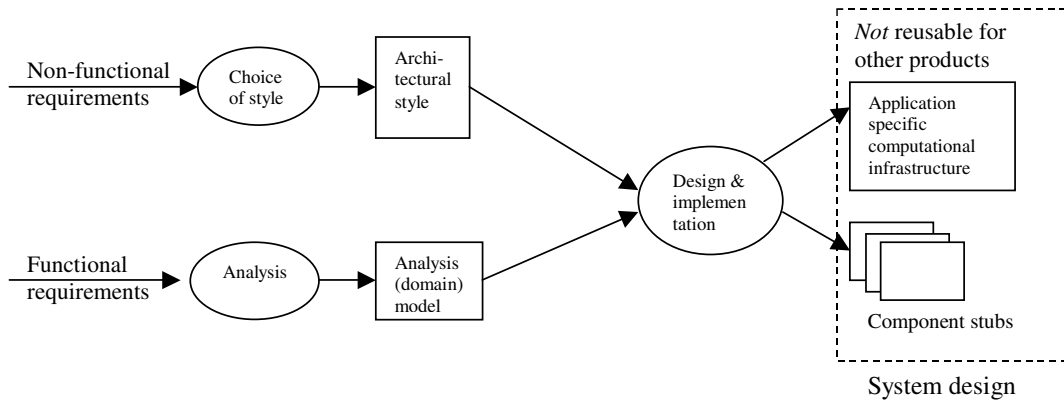 Non-functional
requirements
Choice
of style
Archi-
tectural
style
Functional
requirements
Analysis
Analysis
(domain)
model
Design &
implemen
tation
Not reusable for
other products
Application
specific
computational
infrastructure
Component stubs
System design